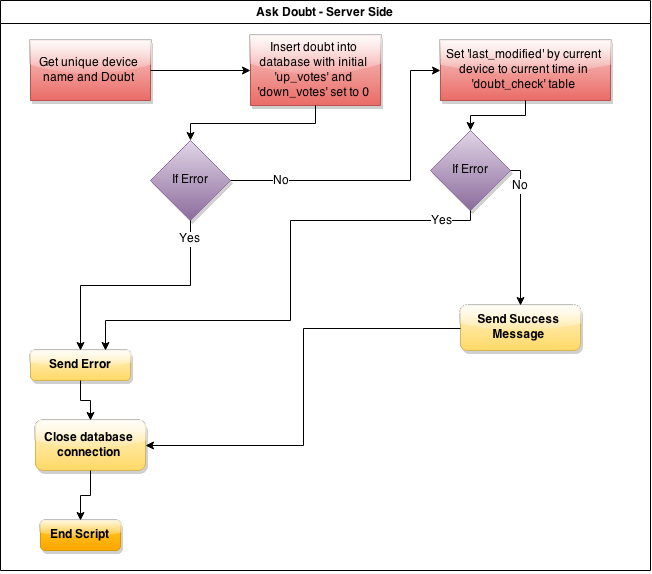 Ask Doubt - Server Side
Get unique device
name and Doubt
Insert doubt into
database with initial
'up_votes' and
'down_votes' set to 0
Set 'last_modified' by current
device to current time in
'doubt_check' table
If Error
No
If Error
No
Yes
Yes
Send Success
Message
Send Error
Close database
connection
End Script